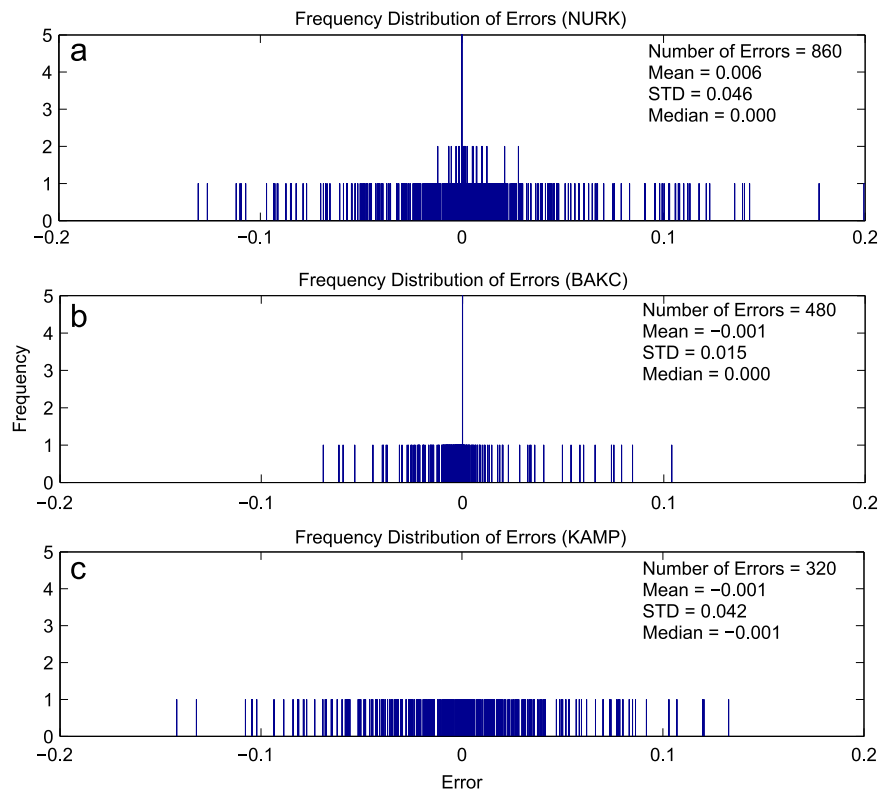 Frequency Distribution of Errors (NURK)
a
Number of Errors = 860
Mean = 0.006
STD = 0.046
Median = 0.000
5
4
3
2
1
0
−0.2 −0.1 0 0.1 0.2
Frequency Distribution of Errors (BAKC)
b
Number of Errors = 480
Mean = −0.001
STD = 0.015
Median = 0.000
Frequency
5
4
3
2
1
0
−0.2 −0.1 0 0.1 0.2
Frequency Distribution of Errors (KAMP)
c
Number of Errors = 320
Mean = −0.001
STD = 0.042
Median = −0.001
5
4
3
2
1
0
−0.2 −0.1 0 0.1 0.2
Error